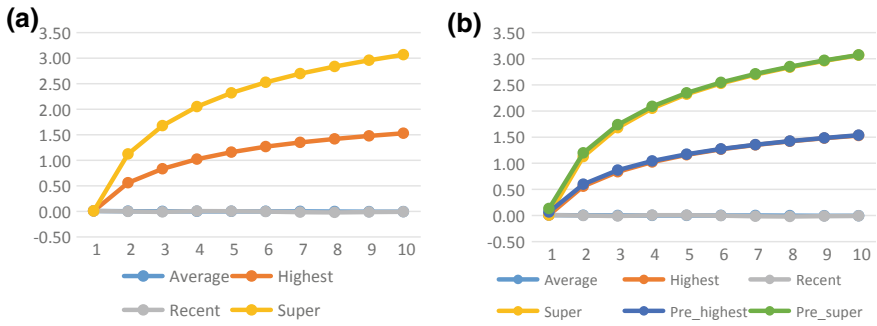 (a)
3.50
3.00
2.50
2.00
1.50
1.00
0.50
0.00
-0.50
1 2 3 4 5 6 7 8 9 10
Average Highest
Recent Super
(b)
3.50
3.00
2.50
2.00
1.50
1.00
0.50
0.00
-0.50
1 2 3 4 5 6 7 8 9 10
Average Highest Recent
Super Pre_highest Pre_super